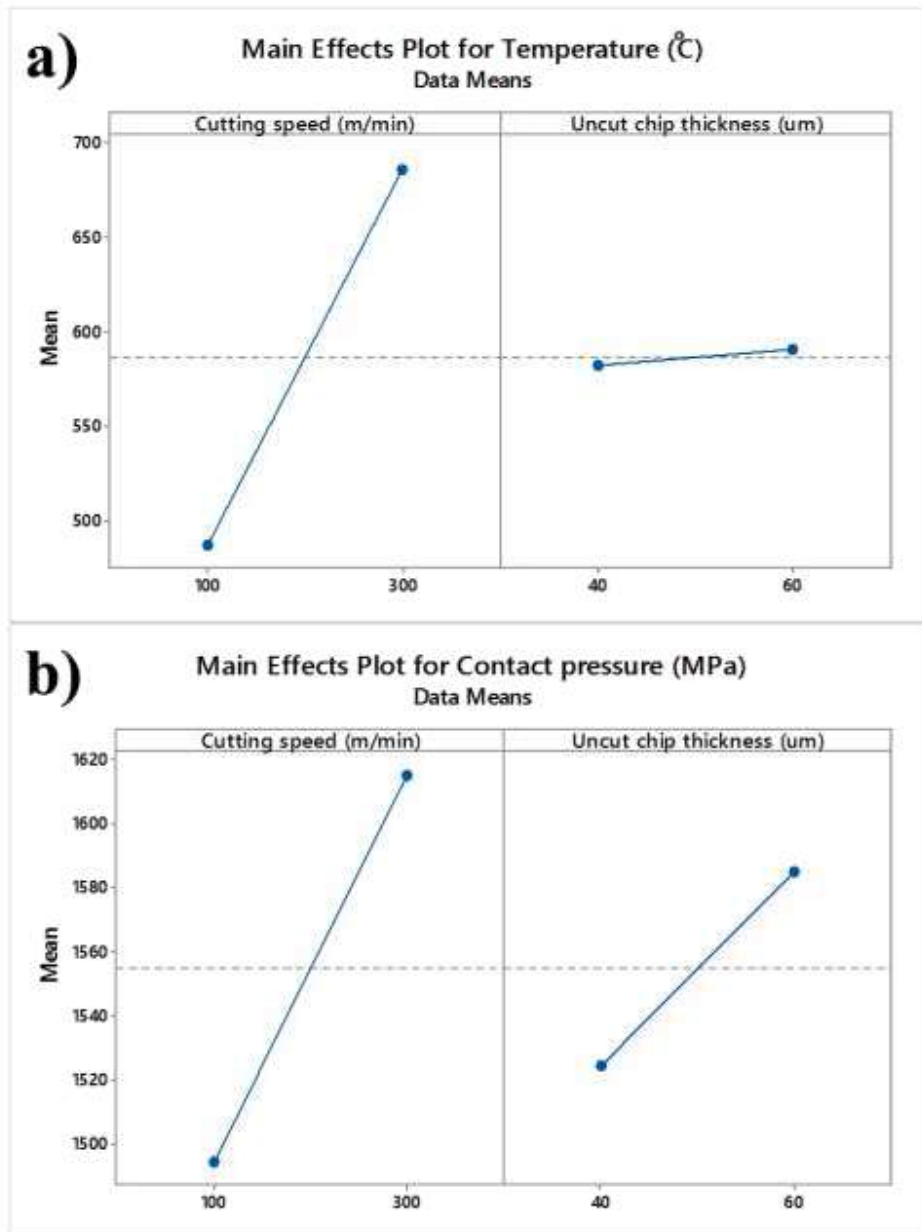 a)
Main Effects Plot for Temperature (°C)
Data Means
Cutting speed (m/min) Uncut chip thickness (um)
700
650
600
550
500
Mean
100 300 40 60
b)
Main Effects Plot for Contact pressure (MPa)
Data Means
Cutting speed (m/min) Uncut chip thickness (um)
1620
1600
1580
1560
1540
1520
1500
Mean
100 300 40 60